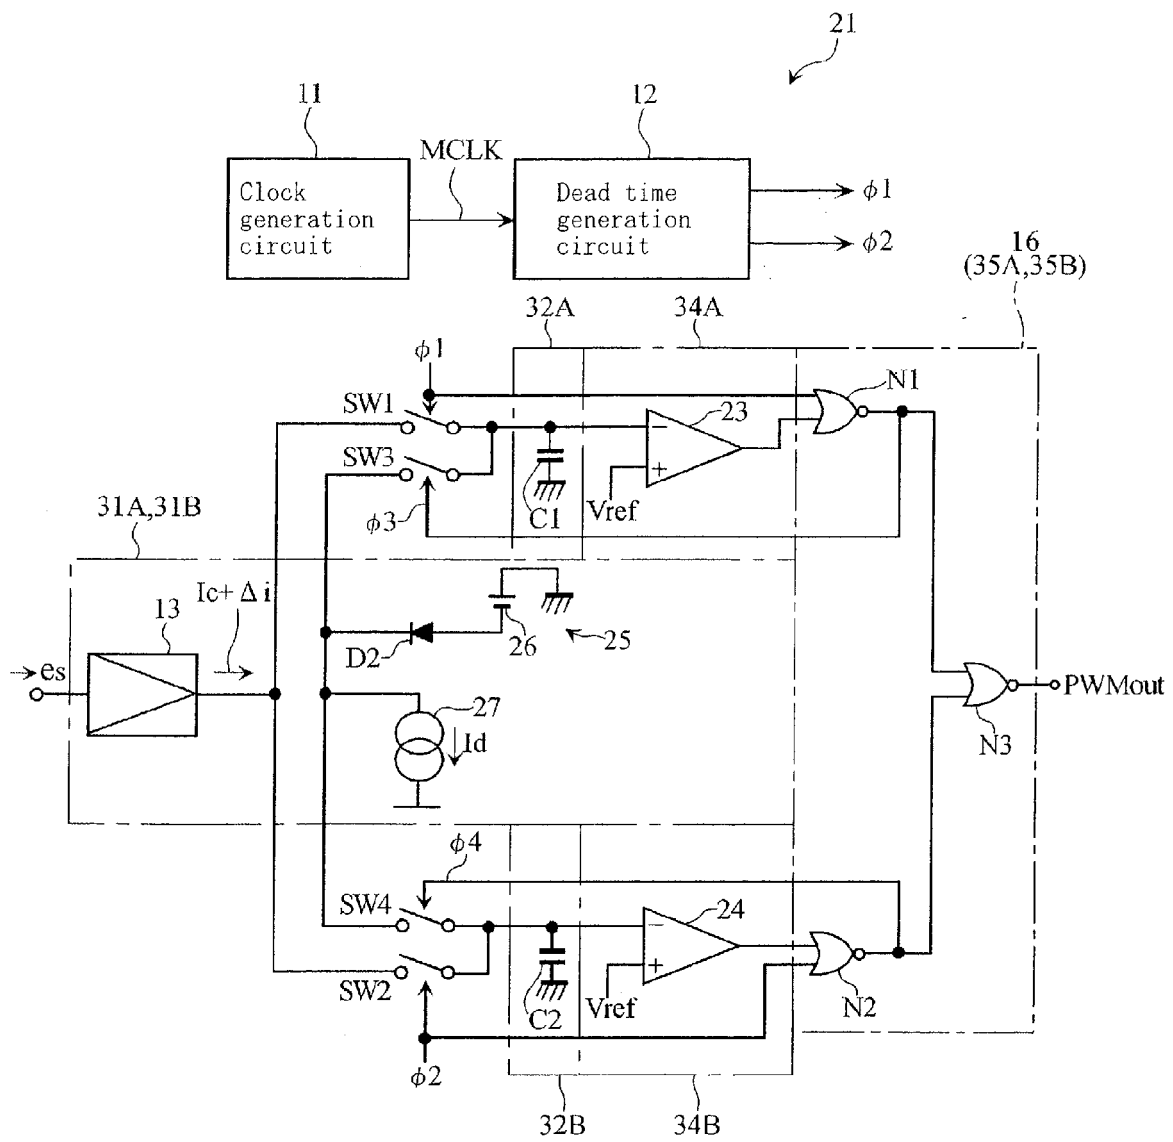 21
11
12
MCLK
Clock
generation
circuit
Dead time
generation
circuit
ϕ1
ϕ2
16
(35A,35B)
32A
34A
ϕ1
N1
SW1
23
SW3
C1
Vref
ϕ3
31A,31B
Ic+Δi
13
es
D2
26
25
27
Id
PWMout
N3
ϕ4
SW4
24
SW2
C2
Vref
N2
ϕ2
32B
34B